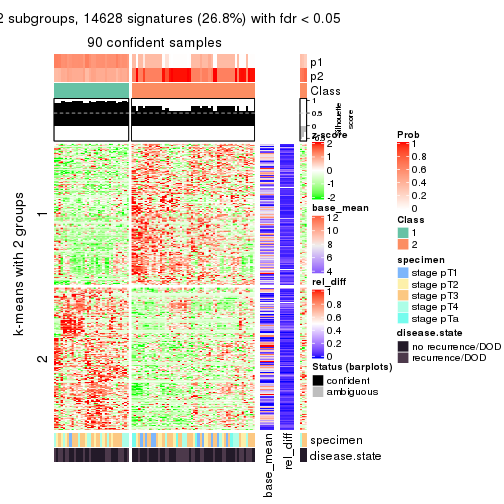 2 subgroups, 14628 signatures (26.8%) with fdr < 0.05
90 confident samples
p1
p2
Class
1
0.5
0
Silhouette
score
k-means with 2 groups
1
2
z-score
2
1
0
-1
-2
base_mean
12
10
8
6
4
rel_diff
1
0.8
0.6
0.4
0.2
0
Status (barplots)
confident
ambiguous
Prob
1
0.8
0.6
0.4
0.2
0
Class
1
2
specimen
stage pT1
stage pT2
stage pT3
stage pT4
stage pTa
disease.state
no recurrence/DOD
recurrence/DOD
specimen
disease.state
base_mean
rel_diff